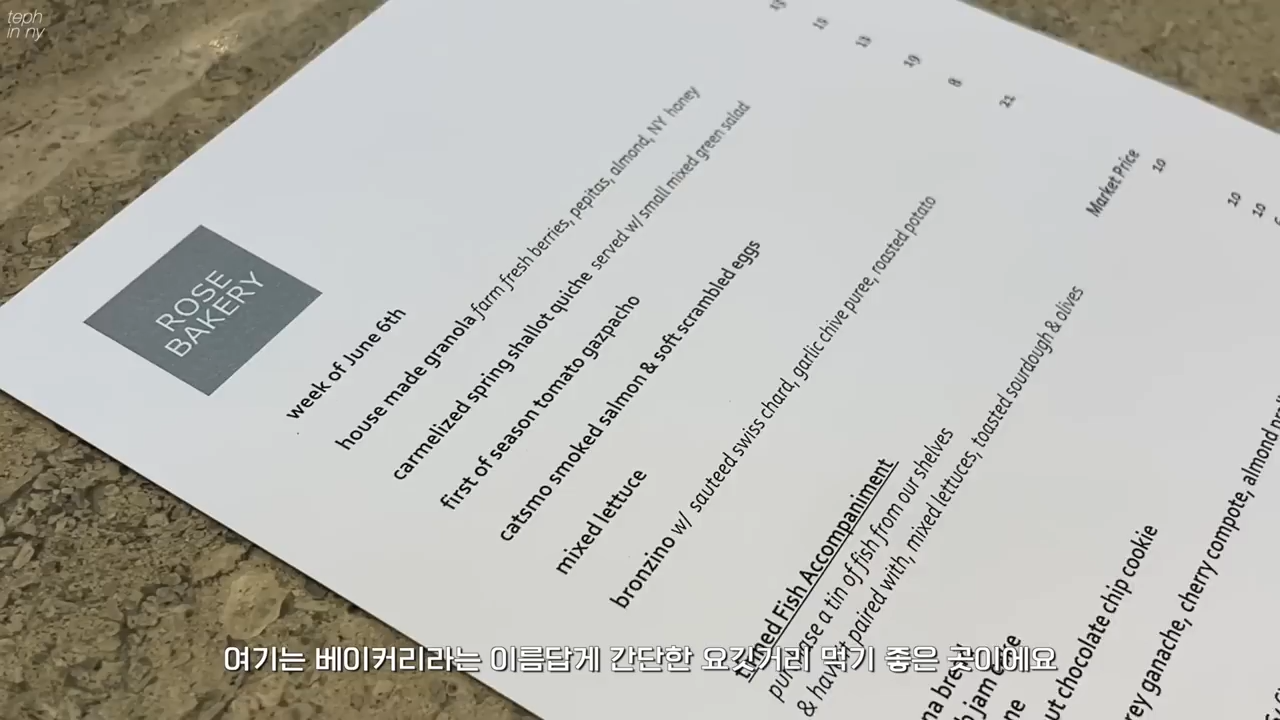 teph
in ny
ROSE
BAKERY
week of June 6th
house made granola farm fresh berries, pepitas, almond, NY honey
carmelized spring shallot quiche served w/ small mixed green salad 15
first of season tomato gazpacho 13
catsmo smoked salmon & soft scrambled eggs 19
mixed lettuce 8
bronzino w/ sauteed swiss chard, garlic chive puree, roasted potato 21
tinned Fish Accompaniment
purchase a tin of fish from our shelves Market Price
& have it paired with, mixed lettuces, toasted sourdough & olives 10
jam
ut chocolate chip cookie
rey ganache, cherry compote, almond
10
10
여기는 베이커리라는 이름답게 간단한 요깃거리 먹기 좋은 곳이에요